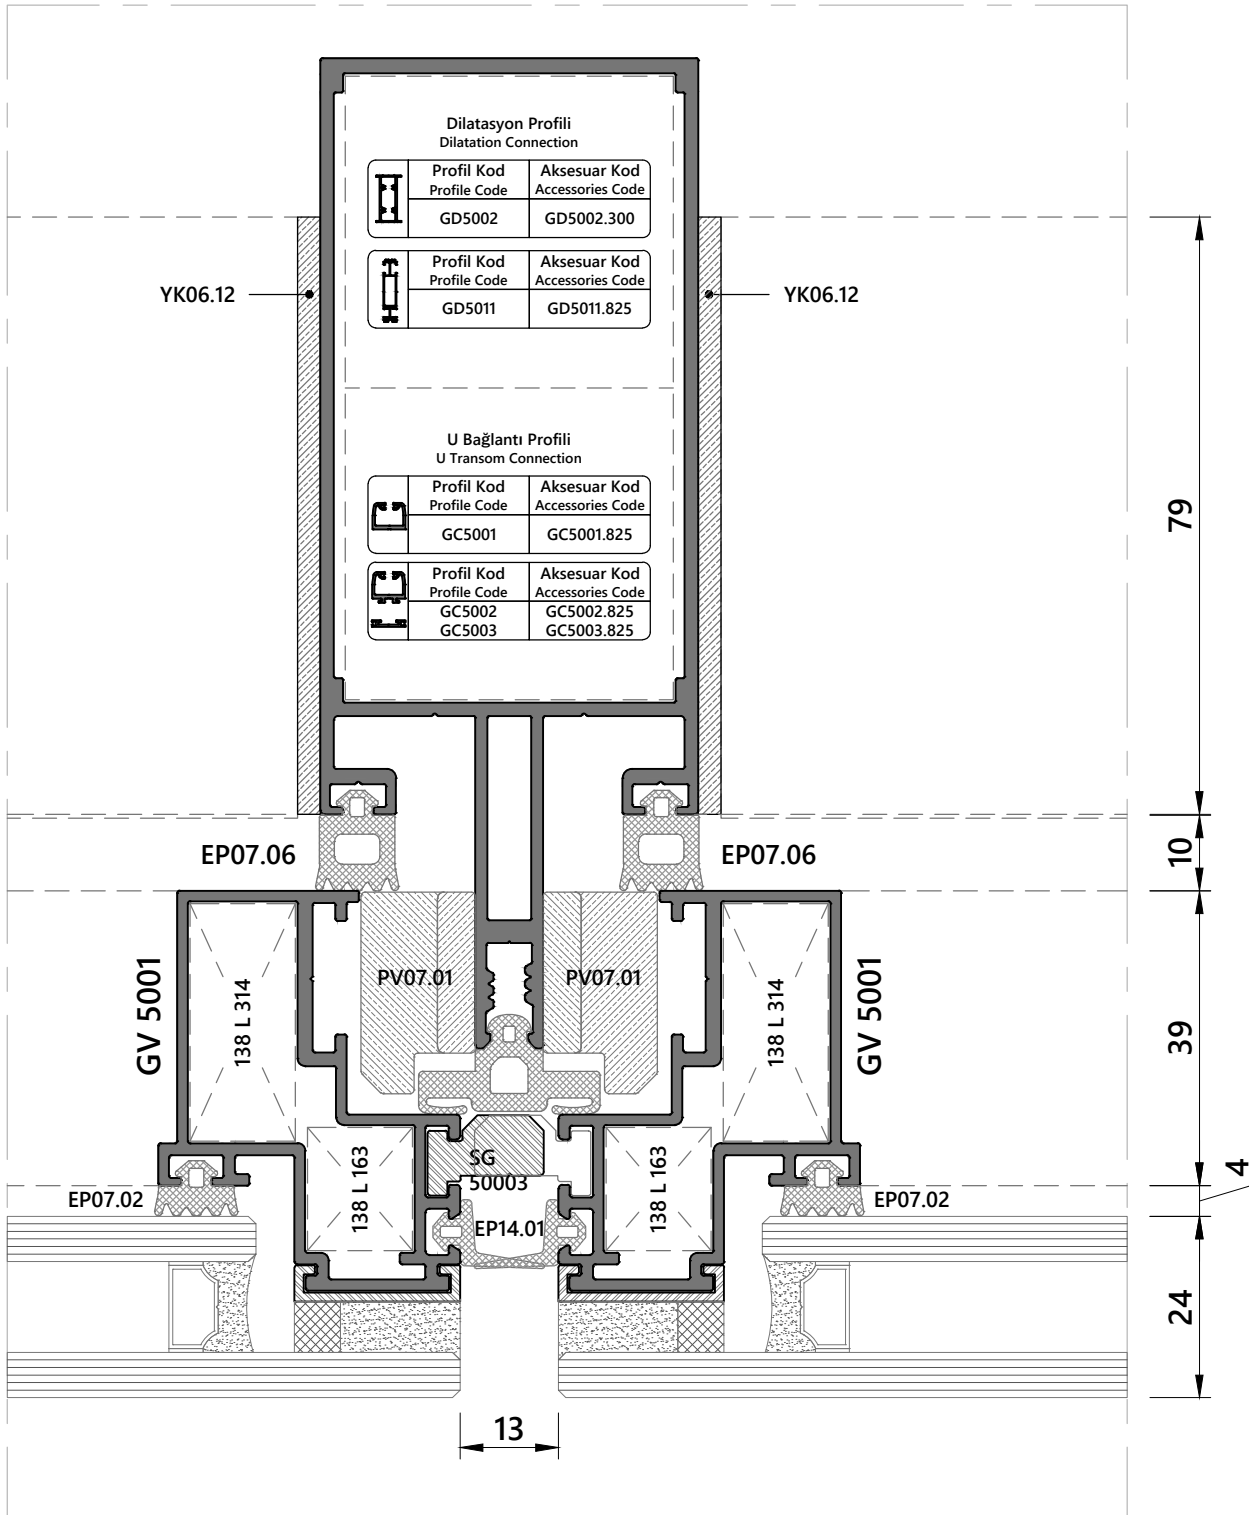 Dilatasyon Profili
Dilatation Connection
Profil Kod Aksesuar Kod
Profile Code Accessories Code
GD5002 GD5002.300
Profil Kod Aksesuar Kod
Profile Code Accessories Code
GD5011 GD5011.825
YK06.12 YK06.12
U Bağlantı Profili
U Transom Connection
Profil Kod Aksesuar Kod
Profile Code Accessories Code
GC5001 GC5001.825
Profil Kod Aksesuar Kod
Profile Code Accessories Code
GC5002 GC5002.825
GC5003 GC5003.825
79
EP07.06 EP07.06
10
PV07.01 PV07.01
GV 5001 GV 5001
138 L 314 138 L 314
39
SG
50003
138 L 163 138 L 163
EP07.02 EP07.02
4
EP14.01
24
13